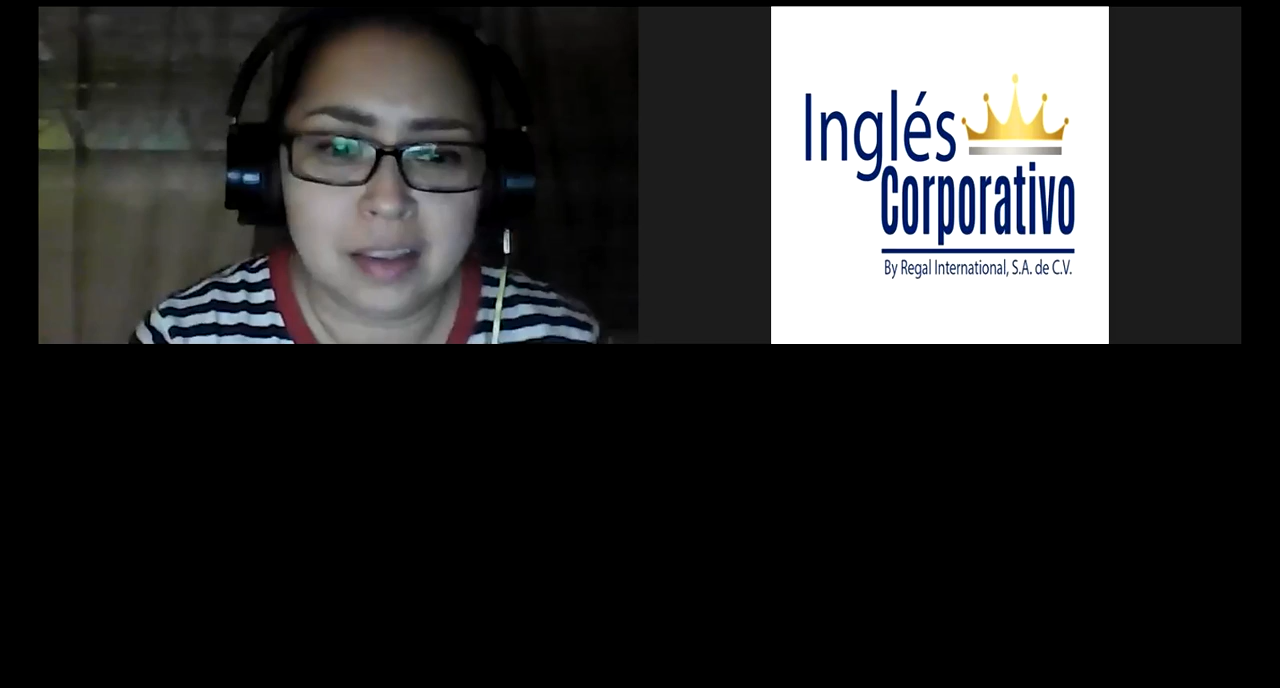 Inglés
Corporativo
By Regal International, S.A. de C.V.